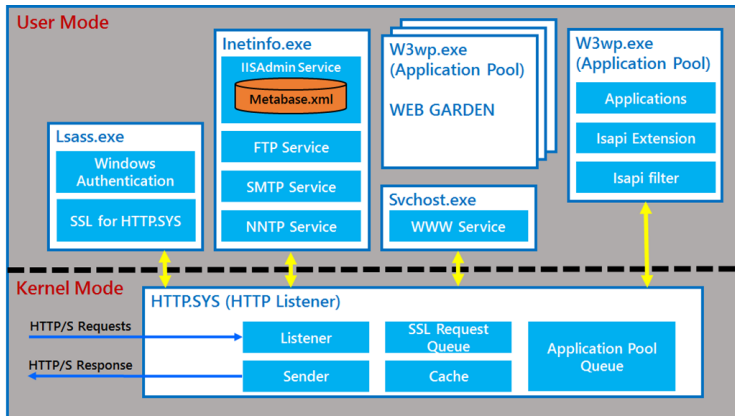 User Mode
Inetinfo.exe
IISAdmin Service
Metabase.xml
FTP Service
SMTP Service
NNTP Service
Lsass.exe
Windows
Authentication
SSL for HTTP.SYS
W3wp.exe
(Application Pool)
WEB GARDEN
Svchost.exe
WWW Service
W3wp.exe
(Application Pool)
Applications
Isapi Extension
Isapi filter
Kernel Mode
HTTP.SYS (HTTP Listener)
HTTP/S Requests
HTTP/S Response
Listener
Sender
SSL Request
Queue
Cache
Application Pool
Queue